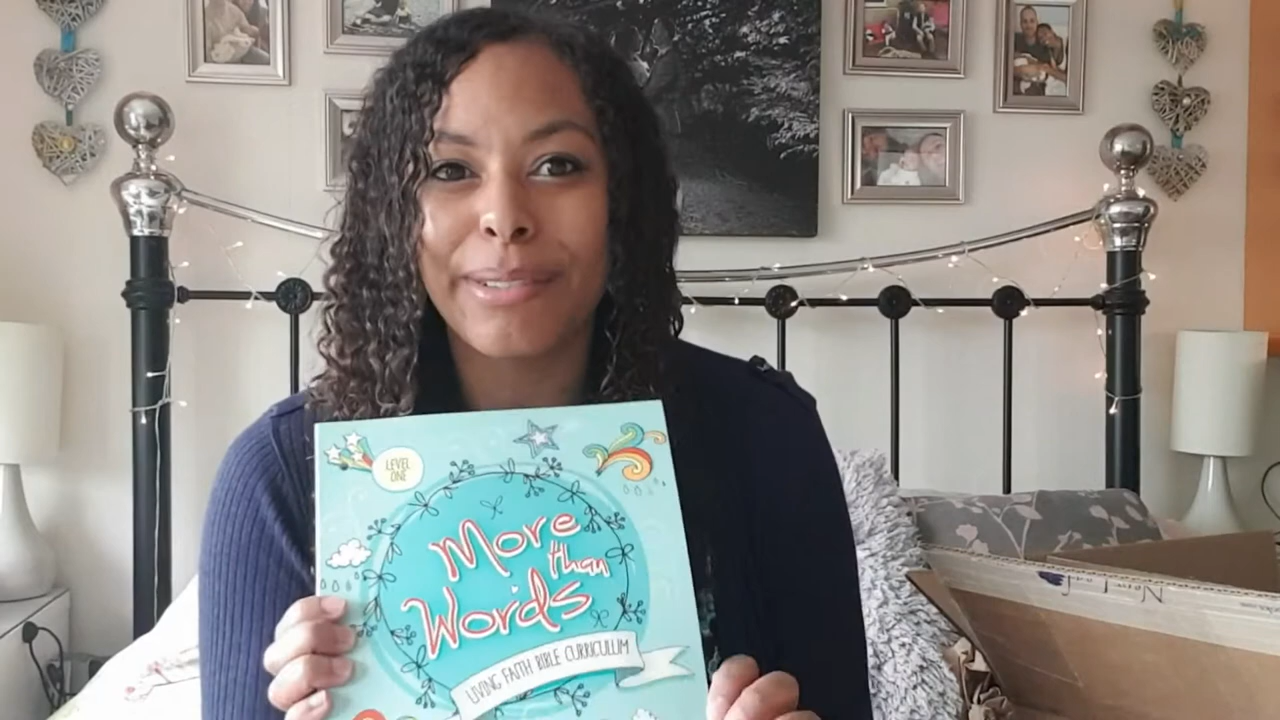 LEVEL
ONE
More
than
Words
LIVING FAITH BIBLE CURRICULUM